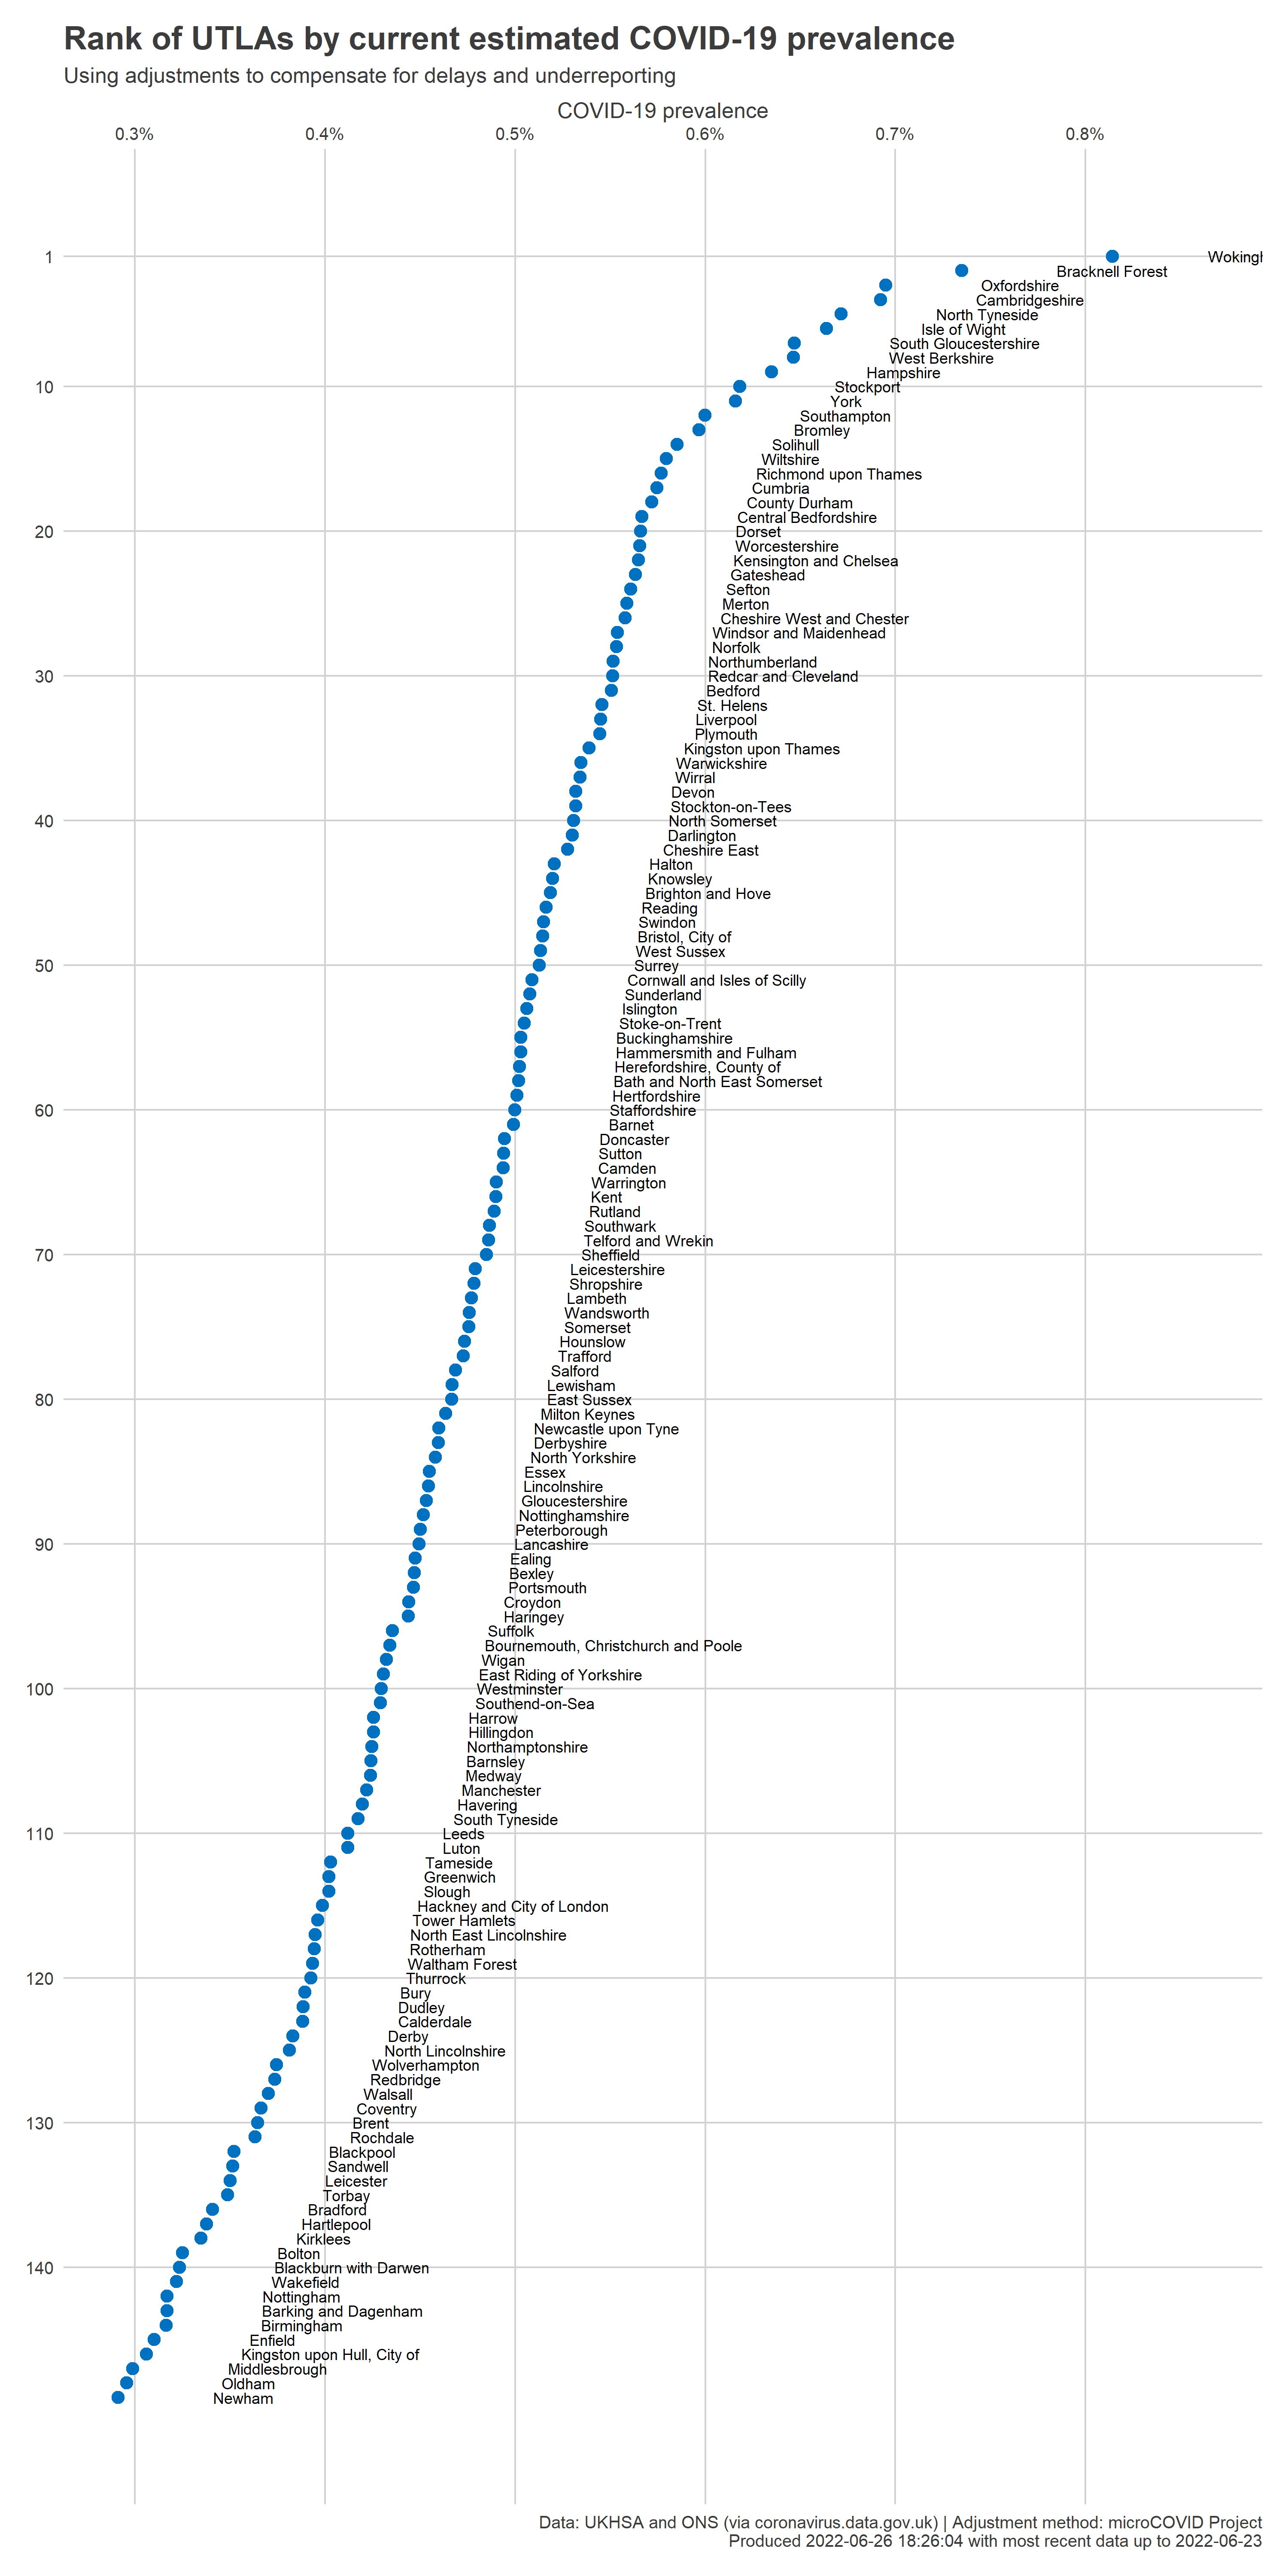 Rank of UTLAs by current estimated COVID-19 prevalence
Using adjustments to compensate for delays and underreporting
COVID-19 prevalence
0.3% 0.4% 0.5% 0.6% 0.7% 0.8%
1 Wokingh
Bracknell Forest
Oxfordshire
Cambridgeshire
North Tyneside
Isle of Wight
South Gloucestershire
West Berkshire
Hampshire
10 Stockport
York
Southampton
Bromley
Solihull
Wiltshire
Richmond upon Thames
Cumbria
County Durham
Central Bedfordshire
20 Dorset
Worcestershire
Kensington and Chelsea
Gateshead
Sefton
Merton
Cheshire West and Chester
Windsor and Maidenhead
Norfolk
Northumberland
30 Redcar and Cleveland
Bedford
St. Helens
Liverpool
Plymouth
Kingston upon Thames
Warwickshire
Wirral
Devon
Stockton-on-Tees
40 North Somerset
Darlington
Cheshire East
Halton
Knowsley
Brighton and Hove
Reading
Swindon
Bristol, City of
West Sussex
50 Surrey
Cornwall and Isles of Scilly
Sunderland
Islington
Stoke-on-Trent
Buckinghamshire
Hammersmith and Fulham
Herefordshire, County of
Bath and North East Somerset
Hertfordshire
60 Staffordshire
Barnet
Doncaster
Sutton
Camden
Warrington
Kent
Rutland
Southwark
Telford and Wrekin
70 Sheffield
Leicestershire
Shropshire
Lambeth
Wandsworth
Somerset
Hounslow
Trafford
Salford
Lewisham
80 East Sussex
Milton Keynes
Newcastle upon Tyne
Derbyshire
North Yorkshire
Essex
Lincolnshire
Gloucestershire
Nottinghamshire
Peterborough
90 Lancashire
Ealing
Bexley
Portsmouth
Croydon
Haringey
Suffolk
Bournemouth, Christchurch and Poole
Wigan
East Riding of Yorkshire
100 Westminster
Southend-on-Sea
Harrow
Hillingdon
Northamptonshire
Barnsley
Medway
Manchester
Havering
South Tyneside
110 Leeds
Luton
Tameside
Greenwich
Slough
Hackney and City of London
Tower Hamlets
North East Lincolnshire
Rotherham
Waltham Forest
120 Thurrock
Bury
Dudley
Calderdale
Derby
North Lincolnshire
Wolverhampton
Redbridge
Walsall
Coventry
130 Brent
Rochdale
Blackpool
Sandwell
Leicester
Torbay
Bradford
Hartlepool
Kirklees
Bolton
140 Blackburn with Darwen
Wakefield
Nottingham
Barking and Dagenham
Birmingham
Enfield
Kingston upon Hull, City of
Middlesbrough
Oldham
Newham
Data: UKHSA and ONS (via coronavirus.data.gov.uk) | Adjustment method: microCOVID Project
Produced 2022-06-26 18:26:04 with most recent data up to 2022-06-23